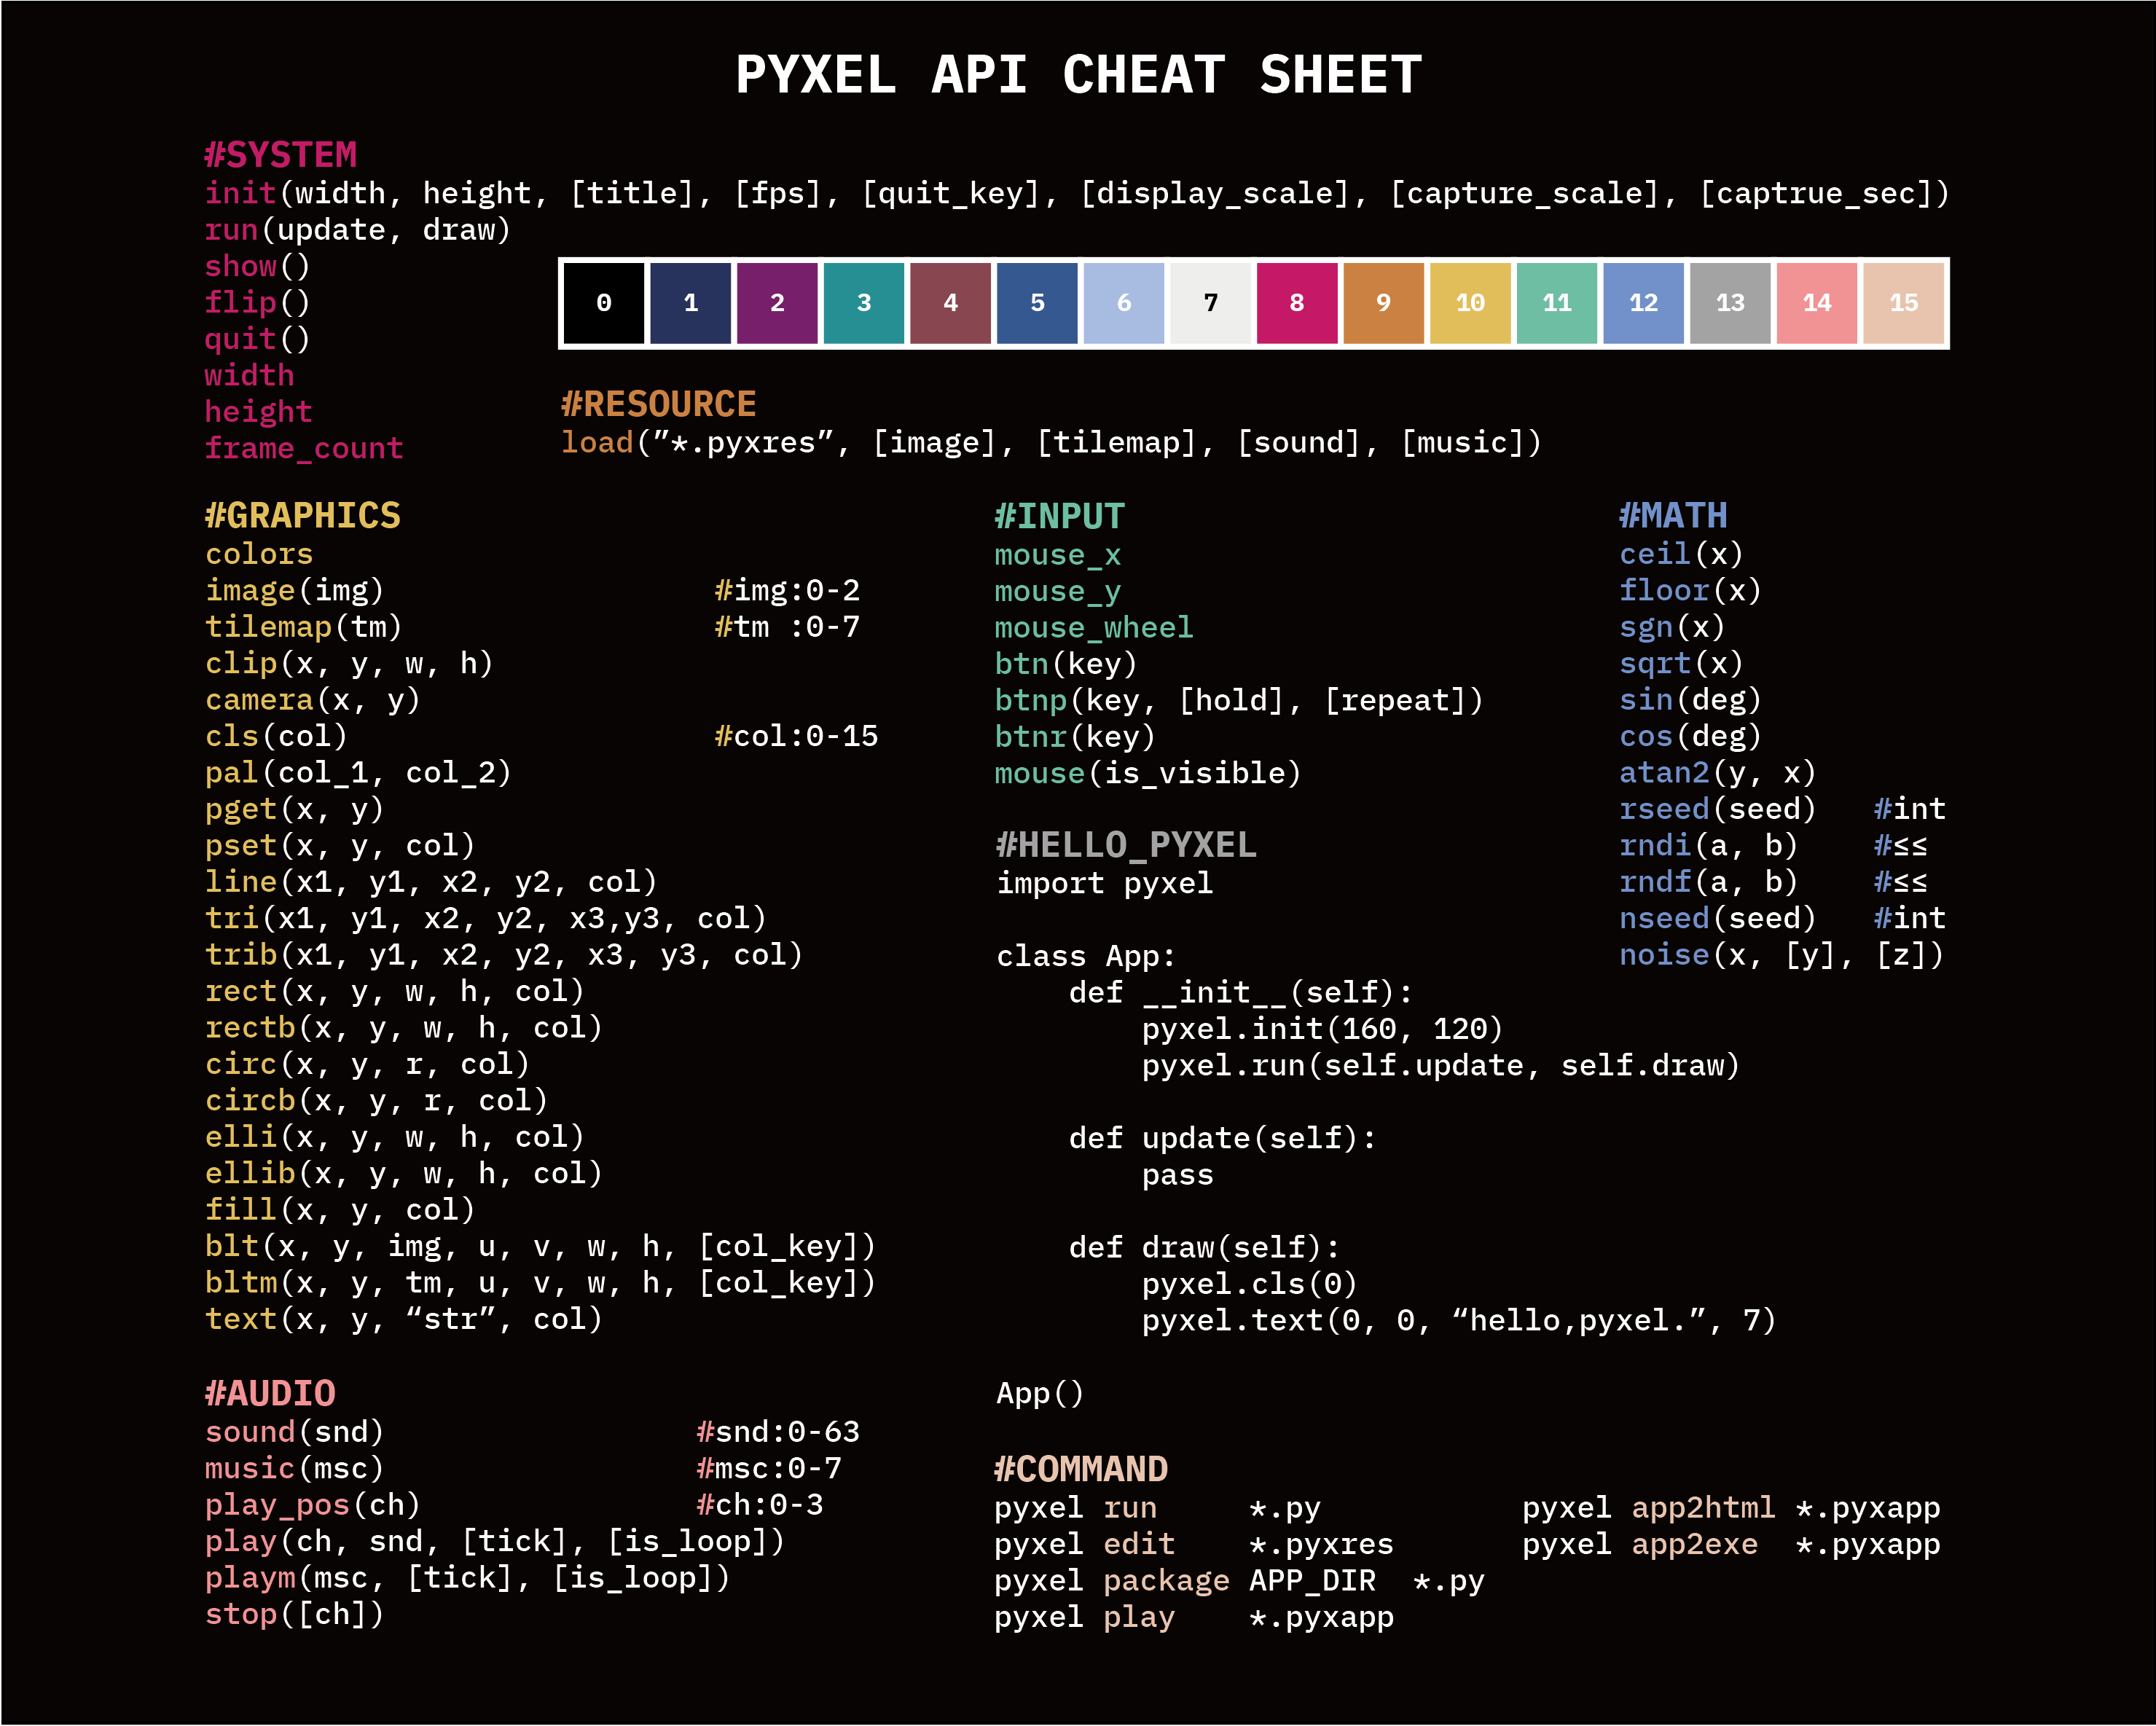 PYXEL API CHEAT SHEET
#SYSTEM
init(width, height, [title], [fps], [quit_key], [display_scale], [capture_scale], [captrue_sec])
run(update, draw)
show()
flip()
quit()
width
height
frame_count
0 1 2 3 4 5 6 7 8 9 10 11 12 13 14 15
#RESOURCE
load(”*.pyxres”, [image], [tilemap], [sound], [music])
#GRAPHICS
colors
image(img) #img:0-2
tilemap(tm) #tm :0-7
clip(x, y, w, h)
camera(x, y)
cls(col) #col:0-15
pal(col_1, col_2)
pget(x, y)
pset(x, y, col)
line(x1, y1, x2, y2, col)
tri(x1, y1, x2, y2, x3,y3, col)
trib(x1, y1, x2, y2, x3, y3, col)
rect(x, y, w, h, col)
rectb(x, y, w, h, col)
circ(x, y, r, col)
circb(x, y, r, col)
elli(x, y, w, h, col)
ellib(x, y, w, h, col)
fill(x, y, col)
blt(x, y, img, u, v, w, h, [col_key])
bltm(x, y, tm, u, v, w, h, [col_key])
text(x, y, “str”, col)
#AUDIO
sound(snd) #snd:0-63
music(msc) #msc:0-7
play_pos(ch) #ch:0-3
play(ch, snd, [tick], [is_loop])
playm(msc, [tick], [is_loop])
stop([ch])
#INPUT
mouse_x
mouse_y
mouse_wheel
btn(key)
btnp(key, [hold], [repeat])
btnr(key)
mouse(is_visible)
#HELLO_PYXEL
import pyxel
class App:
    def __init__(self):
        pyxel.init(160, 120)
        pyxel.run(self.update, self.draw)
    def update(self):
        pass
    def draw(self):
        pyxel.cls(0)
        pyxel.text(0, 0, “hello,pyxel.”, 7)
App()
#MATH
ceil(x)
floor(x)
sgn(x)
sqrt(x)
sin(deg)
cos(deg)
atan2(y, x)
rseed(seed) #int
rndi(a, b) #≤≤
rndf(a, b) #≤≤
nseed(seed) #int
noise(x, [y], [z])
#COMMAND
pyxel run *.py
pyxel edit *.pyxres
pyxel package APP_DIR *.py
pyxel play *.pyxapp
pyxel app2html *.pyxapp
pyxel app2exe *.pyxapp